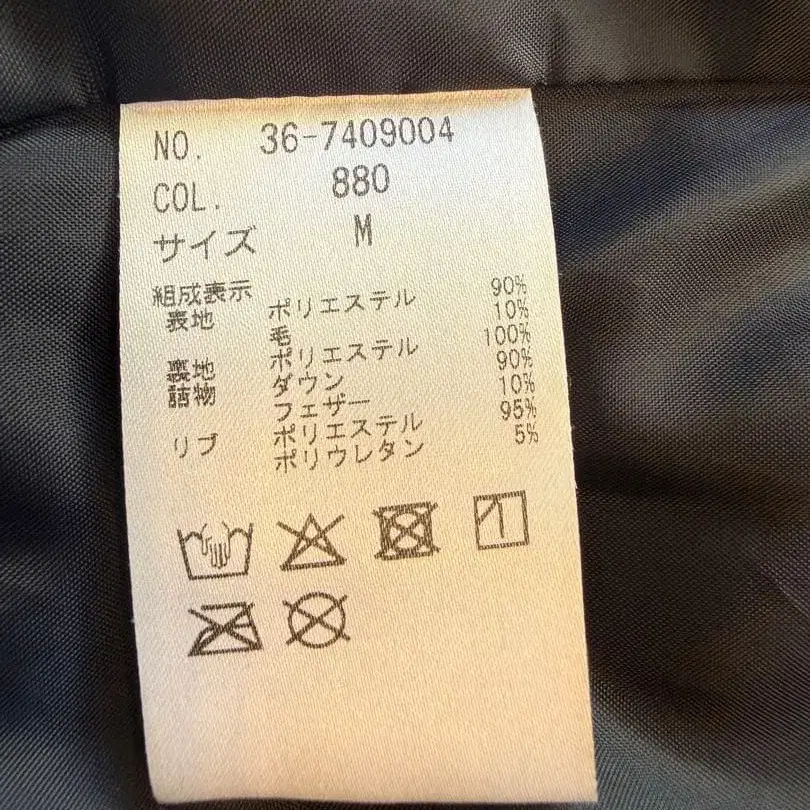 NO. 36-7409004
COL. 880
サイズ M
組成表示
表地 ポリエステル 90%
毛 10%
裏地 ポリエステル 100%
詰物 ダウン 90%
フェザー 10%
リブ ポリエステル 95%
ポリウレタン 5%